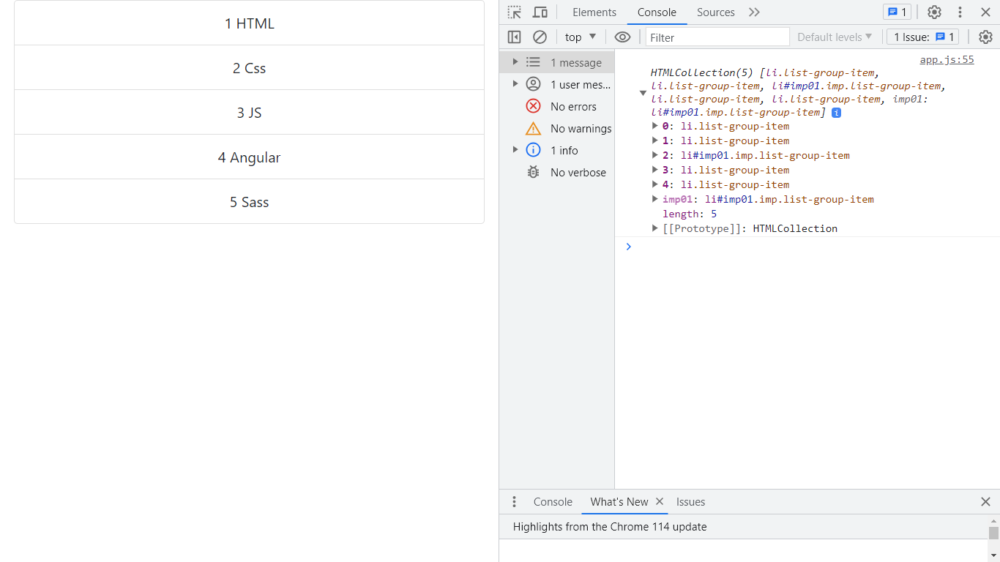 1 HTML
2 Css
3 JS
4 Angular
5 Sass
Elements Console Sources 1
top Filter Default levels 1 Issue: 1
1 message
1 user mes...
No errors
No warnings
1 info
No verbose
app.js:55
HTMLCollection(5) [li.list-group-item,
li.list-group-item, li#imp01.imp.list-group-item,
li.list-group-item, li.list-group-item, imp01:
li#imp01.imp.list-group-item] i
0: li.list-group-item
1: li.list-group-item
2: li#imp01.imp.list-group-item
3: li.list-group-item
4: li.list-group-item
imp01: li#imp01.imp.list-group-item
length: 5
[[Prototype]]: HTMLCollection
Console What's New Issues
Highlights from the Chrome 114 update